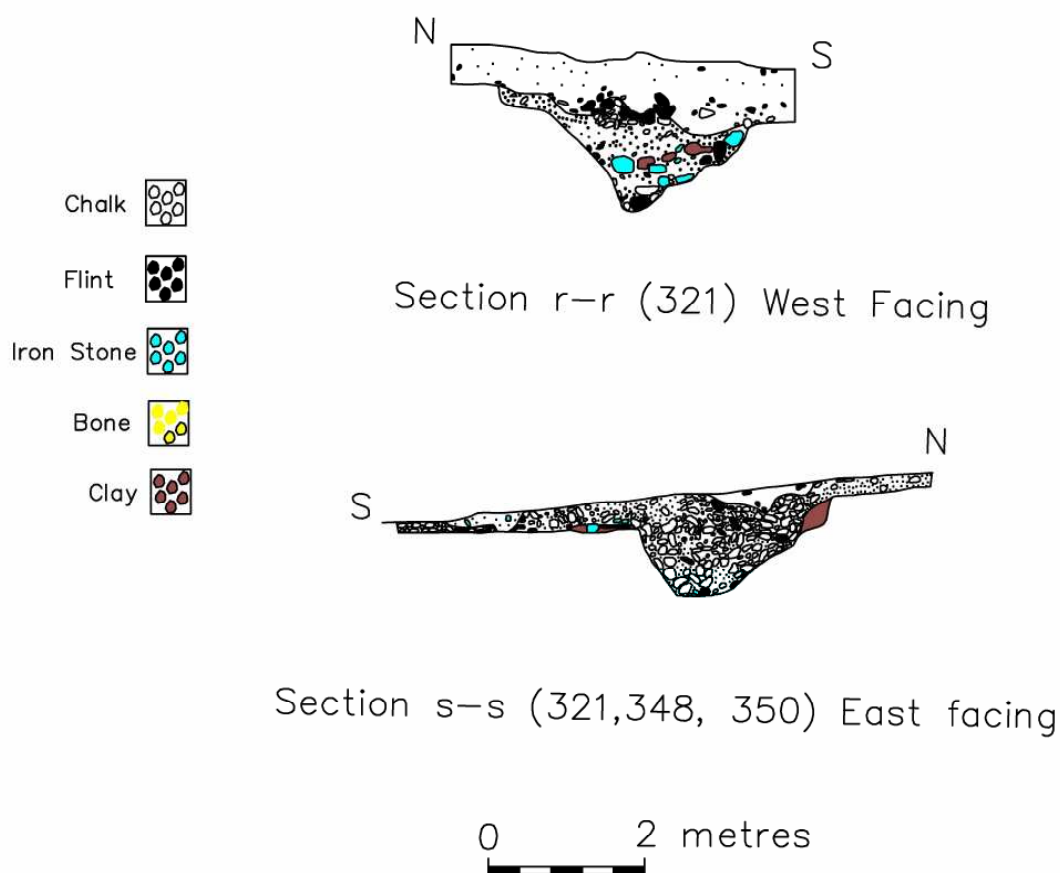 N
S
Chalk
Flint
Iron Stone
Bone
Clay
Section r-r (321) West Facing
N
S
Section s-s (321,348, 350) East facing
0 2 metres